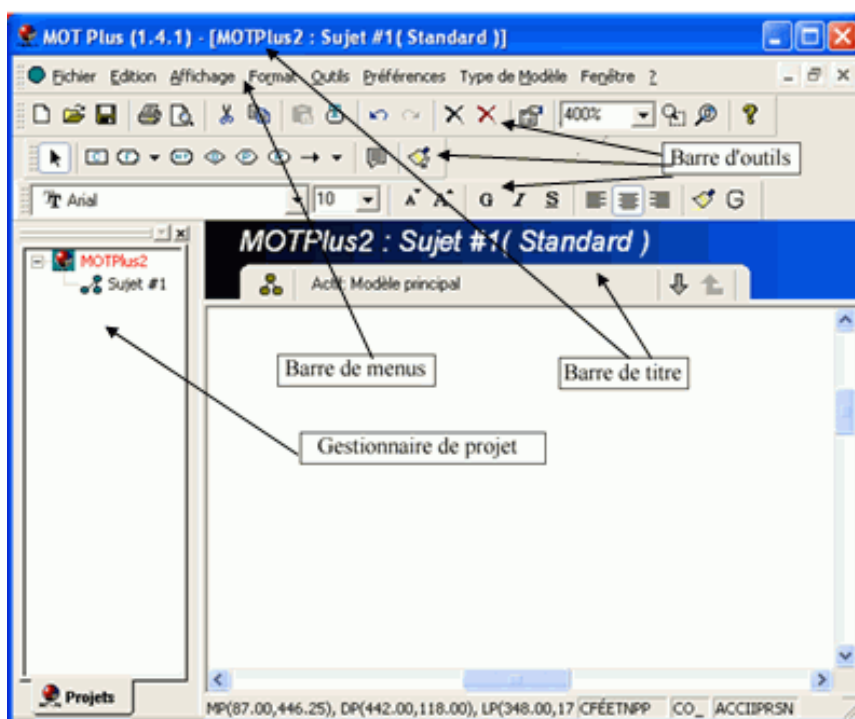 MOT Plus (1.4.1) - [MOTPlus2 : Sujet #1( Standard )]
Fichier Edition Affichage Format Outils Préférences Type de Modèle Fenêtre ?
400%
Barre d'outils
Arial 10 A A G I S G
MOTPlus2
Sujet #1
MOTPlus2 : Sujet #1( Standard )
Actif: Modèle principal
Barre de menus
Barre de titre
Gestionnaire de projet
Projets
MP(87.00,446.25), DP(442.00,118.00), LP(348.00,17 CFÉETNPP CO_ ACCIIPRSN